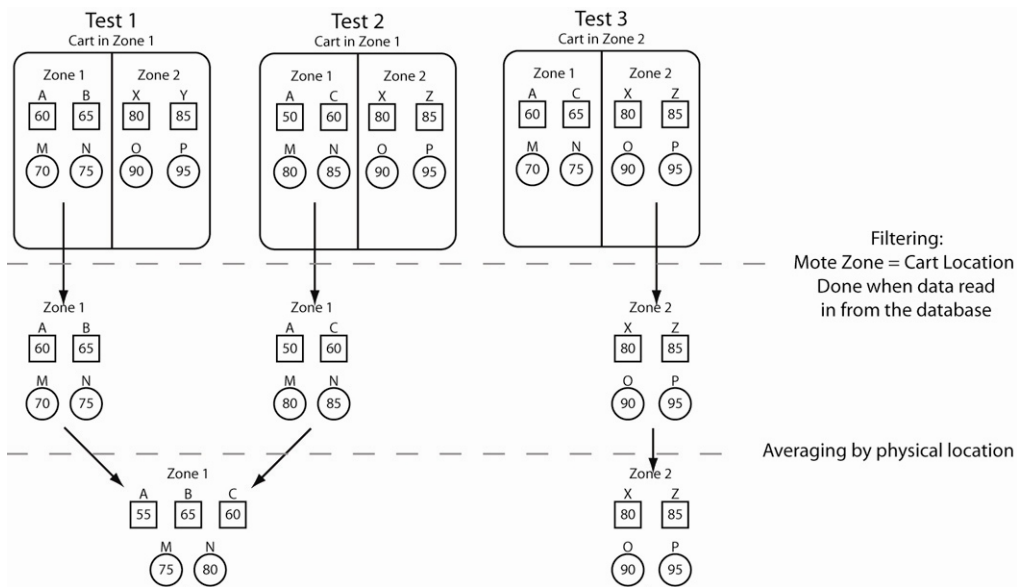 Test 1 Test 2 Test 3
Cart in Zone 1 Cart in Zone 1 Cart in Zone 2
Zone 1 Zone 2 Zone 1 Zone 2 Zone 1 Zone 2
A B X Y A C X Z A C X Z
60 65 80 85 50 60 80 85 60 65 80 85
M N O P M N O P M N O P
70 75 90 95 80 85 90 95 70 75 90 95
Filtering:
Mote Zone = Cart Location
Done when data read
in from the database
Zone 1 Zone 1 Zone 2
A B A C X Z
60 65 50 60 80 85
M N M N O P
70 75 80 85 90 95
Averaging by physical location
Zone 1 Zone 2
A B C X Z
55 65 60 80 85
M N O P
75 80 90 95